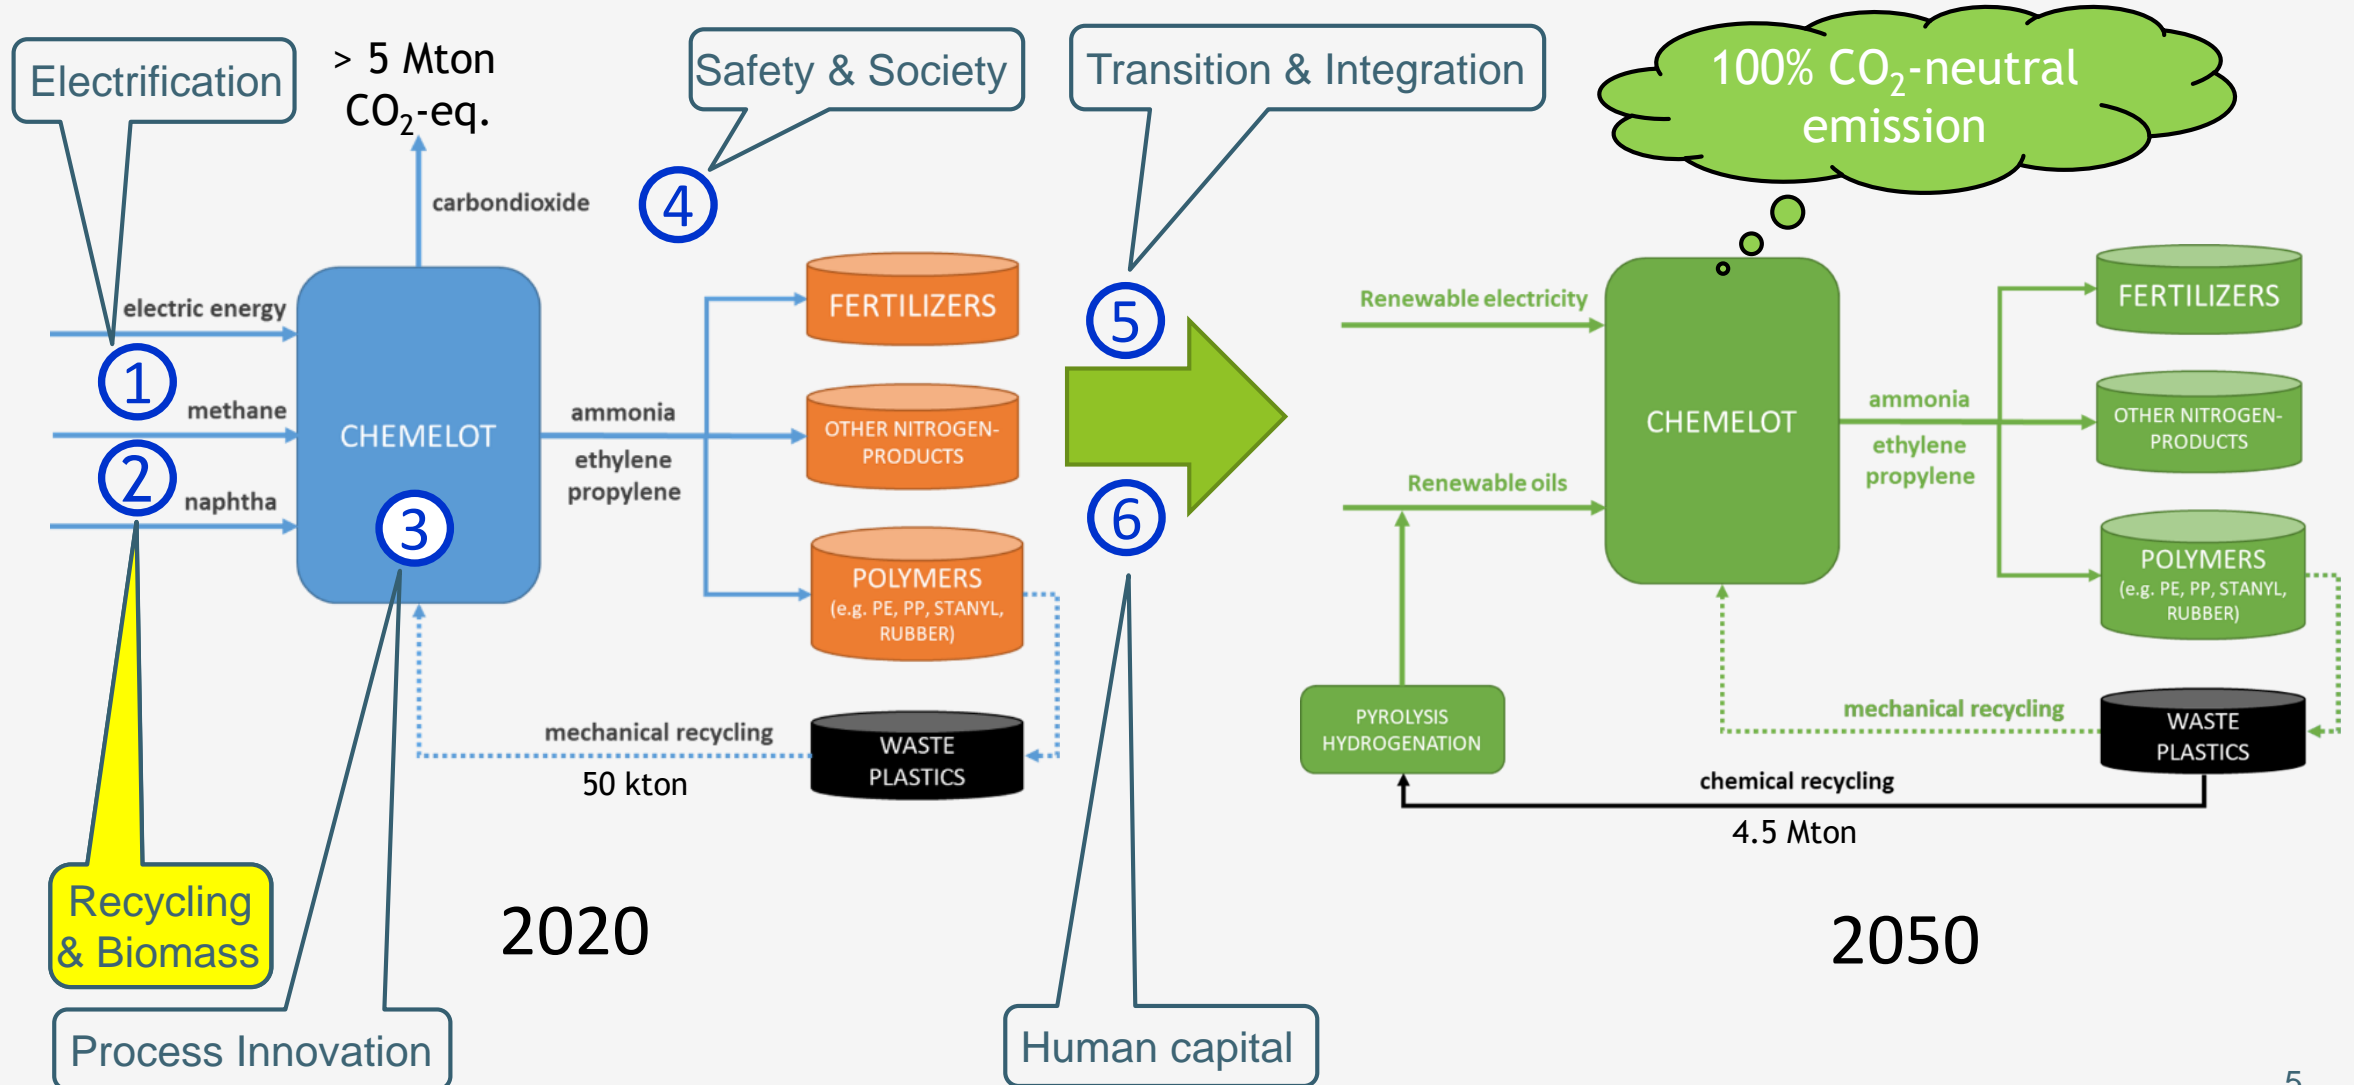 Electrification
> 5 Mton
CO₂-eq.
Safety & Society
Transition & Integration
100% CO₂-neutral
emission
carbondioxide
4
electric energy
1
methane
2
naphtha
CHEMELOT
3
ammonia
ethylene
propylene
FERTILIZERS
OTHER NITROGEN-
PRODUCTS
POLYMERS
(e.g. PE, PP, STANYL,
RUBBER)
mechanical recycling
50 kton
WASTE
PLASTICS
5
6
Renewable electricity
Renewable oils
CHEMELOT
ammonia
ethylene
propylene
FERTILIZERS
OTHER NITROGEN-
PRODUCTS
POLYMERS
(e.g. PE, PP, STANYL,
RUBBER)
PYROLYSIS
HYDROGENATION
mechanical recycling
WASTE
PLASTICS
chemical recycling
4.5 Mton
Recycling
& Biomass
2020
2050
Process Innovation
Human capital
5